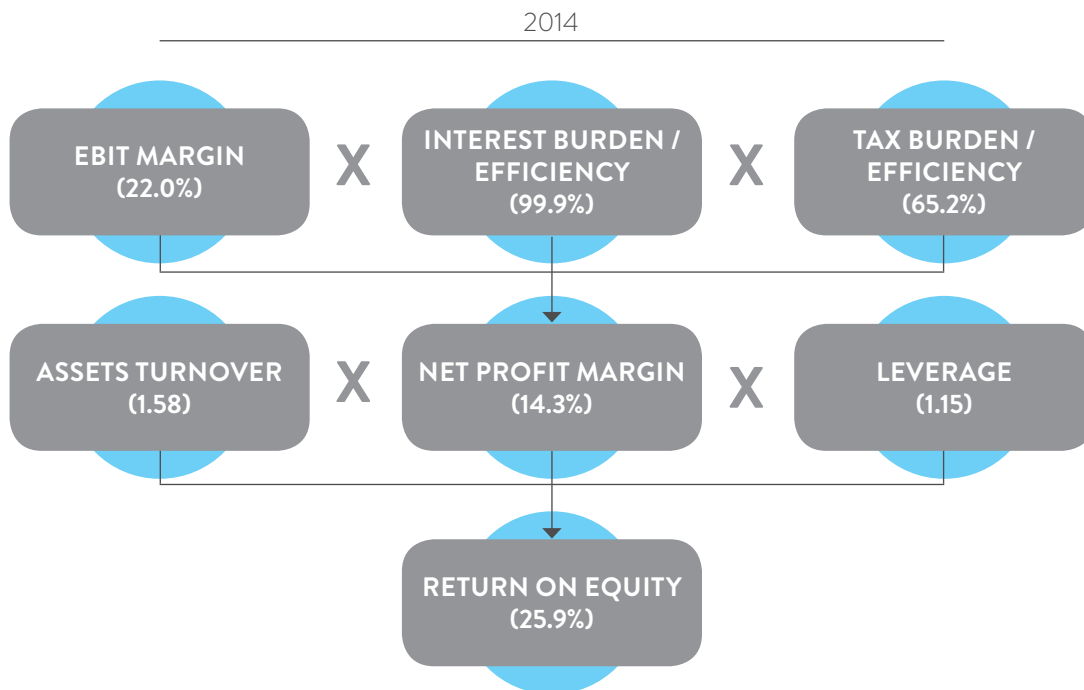 2014
EBIT MARGIN
(22.0%)
X
INTEREST BURDEN /
EFFICIENCY
(99.9%)
X
TAX BURDEN /
EFFICIENCY
(65.2%)
ASSETS TURNOVER
(1.58)
X
NET PROFIT MARGIN
(14.3%)
X
LEVERAGE
(1.15)
RETURN ON EQUITY
(25.9%)